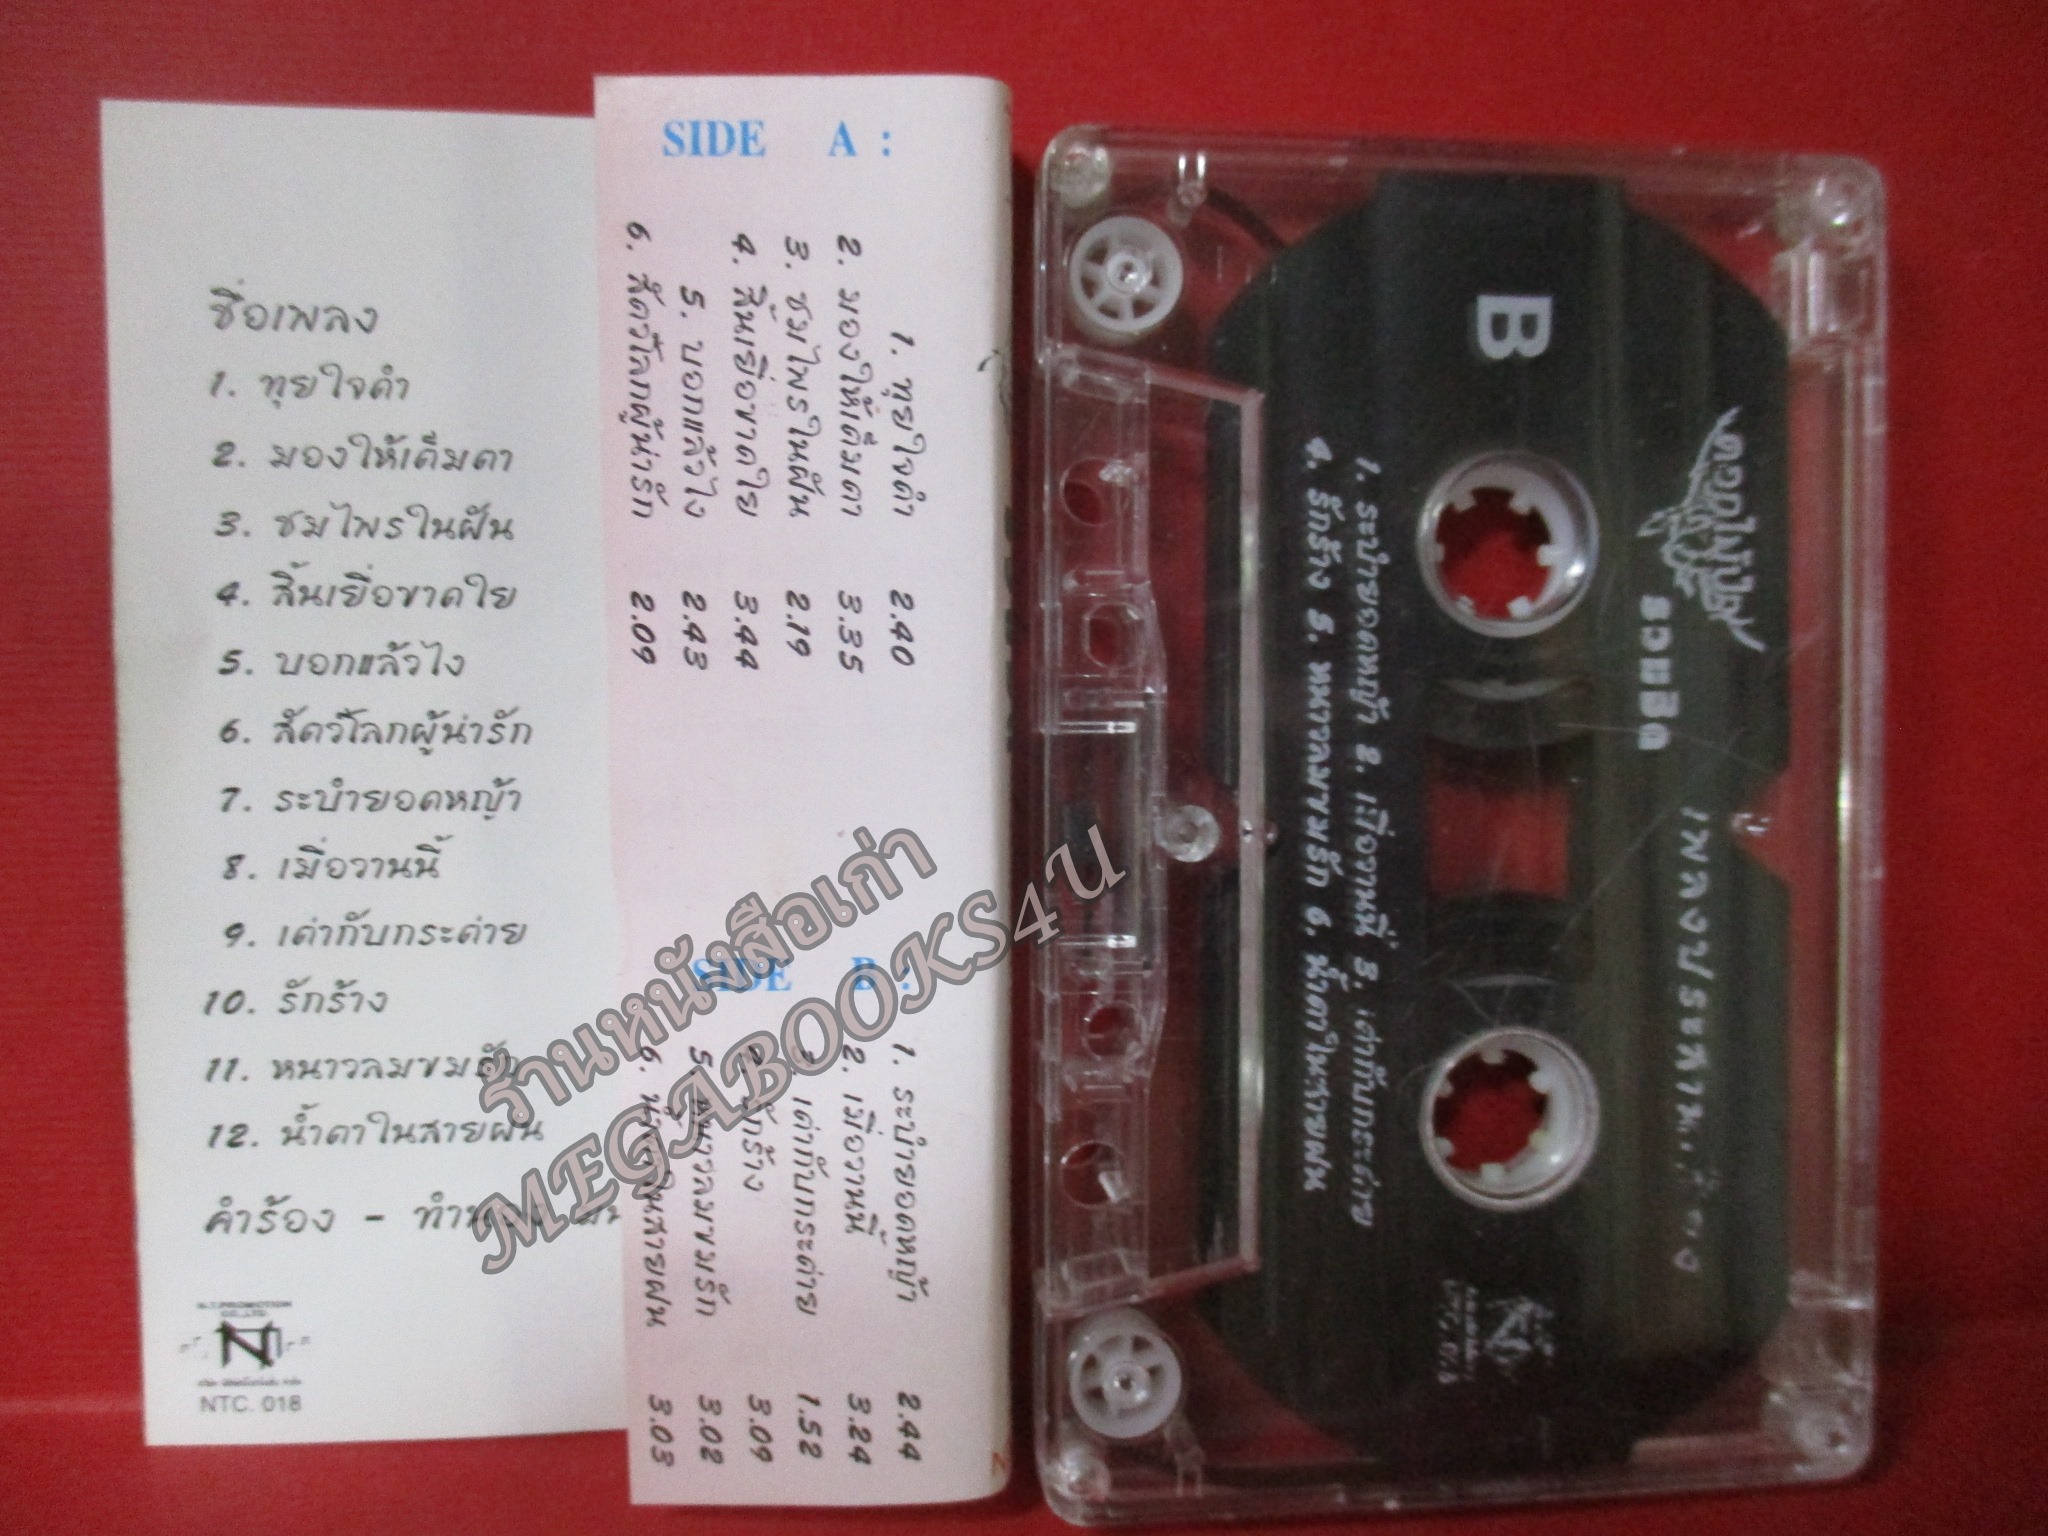 ชื่อเพลง
1. ทุยใจดำ
2. มองให้เต็มตา
3. ชมไพรในฝัน
4. สิ้นเยื่อขาดใย
5. บอกแล้วไง
6. สัตว์โลกผู้น่ารัก
7. ระบำยอดหญ้า
8. เมื่อวานนี้
9. เต่ากับกระต่าย
10. รักร้าง
11. หนาวลมชมรัก
12. น้ำตาในสายฝน
คำร้อง -
N.T.PROMOTION
CO.,LTD
NTC. 018
SIDE A :
1. ทุยใจดำ 2.40
2. มองให้เต็มตา 3.35
3. ชมไพรในฝัน 2.19
4. สิ้นเยื่อขาดใย 3.44
5. บอกแล้วไง 2.43
6. สัตว์โลกผู้น่ารัก 2.09
SIDE B :
1. ระบำยอดหญ้า 2.44
2. เมื่อวานนี้ 3.24
เต่ากับกระต่าย 1.52
รักร้าง 3.09
5. หนาวลมชมรัก 3.02
6. น้ำตาในสายฝน 3.03
ร้านหนังสือเก่า
MEGABOOKS4U
B
ดอกไม้ป่า
รวยฮิต
1. ระบำยอดหญ้า 2. เมื่อวานนี้ 3. เต่ากับกระต่าย
4. รักร้าง 5. หนาวลมชมรัก 6. น้ำตาในสายฝน